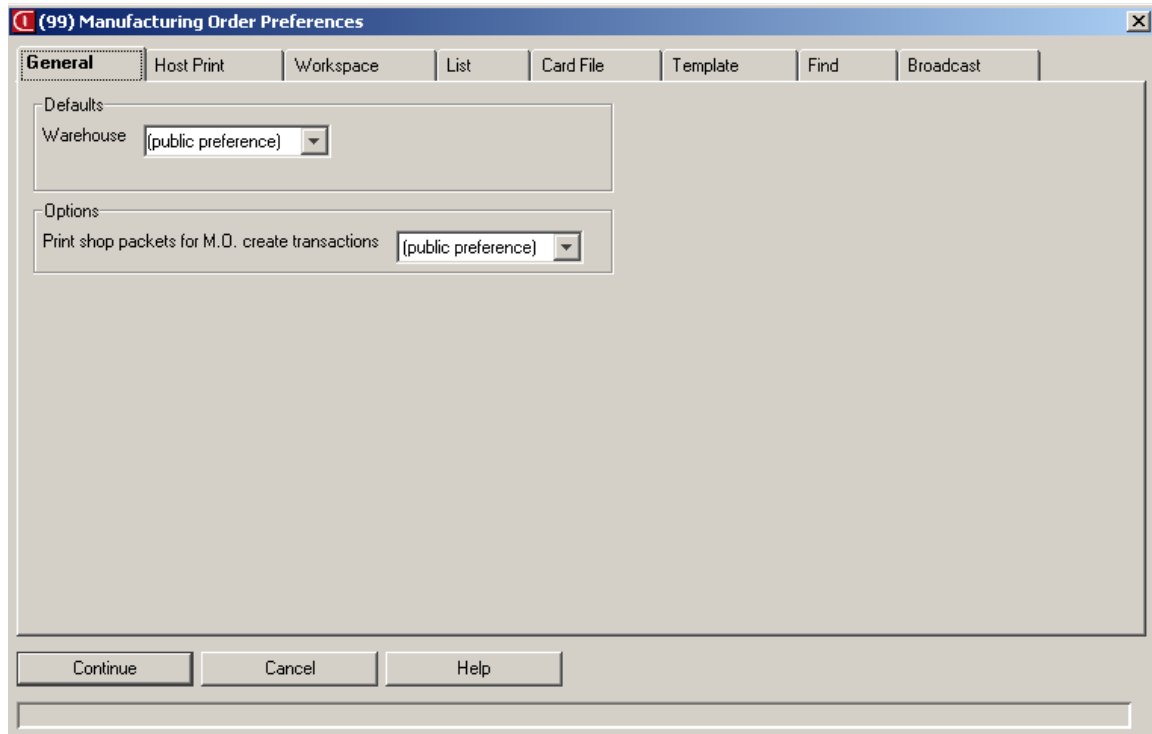 (99) Manufacturing Order Preferences
General Host Print Workspace List Card File Template Find Broadcast
Defaults
Warehouse (public preference)
Options
Print shop packets for M.O. create transactions (public preference)
Continue Cancel Help